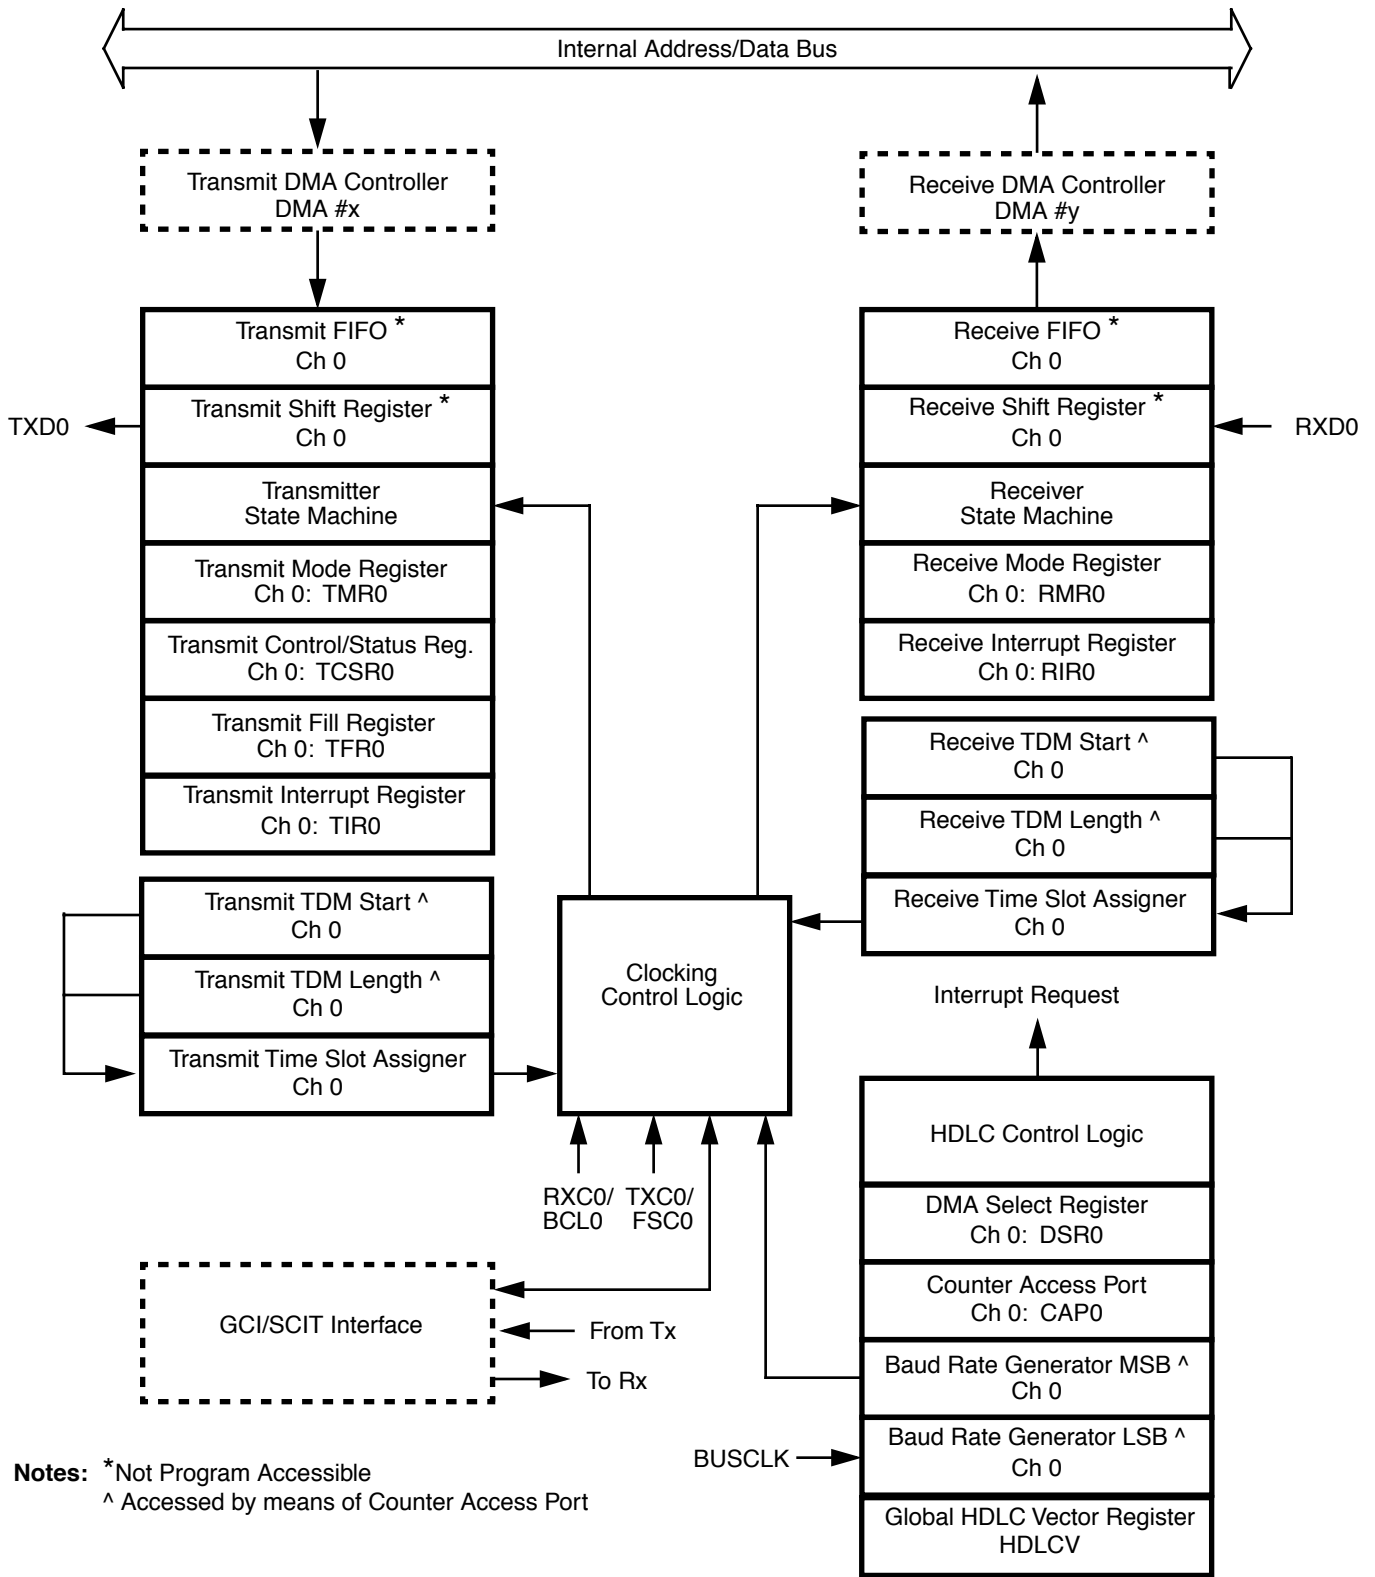 Internal Address/Data Bus
Transmit DMA Controller
DMA #x
Receive DMA Controller
DMA #y
Transmit FIFO *
Ch 0
Receive FIFO *
Ch 0
TXD0
Transmit Shift Register *
Ch 0
Receive Shift Register *
Ch 0
RXD0
Transmitter
State Machine
Receiver
State Machine
Transmit Mode Register
Ch 0: TMR0
Receive Mode Register
Ch 0: RMR0
Transmit Control/Status Reg.
Ch 0: TCSR0
Receive Interrupt Register
Ch 0: RIR0
Transmit Fill Register
Ch 0: TFR0
Transmit Interrupt Register
Ch 0: TIR0
Receive TDM Start ^
Ch 0
Receive TDM Length ^
Ch 0
Receive Time Slot Assigner
Ch 0
Transmit TDM Start ^
Ch 0
Transmit TDM Length ^
Ch 0
Transmit Time Slot Assigner
Ch 0
Clocking
Control Logic
Interrupt Request
HDLC Control Logic
RXC0/
BCL0
TXC0/
FSC0
DMA Select Register
Ch 0: DSR0
Counter Access Port
Ch 0: CAP0
GCI/SCIT Interface
From Tx
To Rx
Baud Rate Generator MSB ^
Ch 0
BUSCLK
Baud Rate Generator LSB ^
Ch 0
Global HDLC Vector Register
HDLCV
Notes: *Not Program Accessible
^ Accessed by means of Counter Access Port